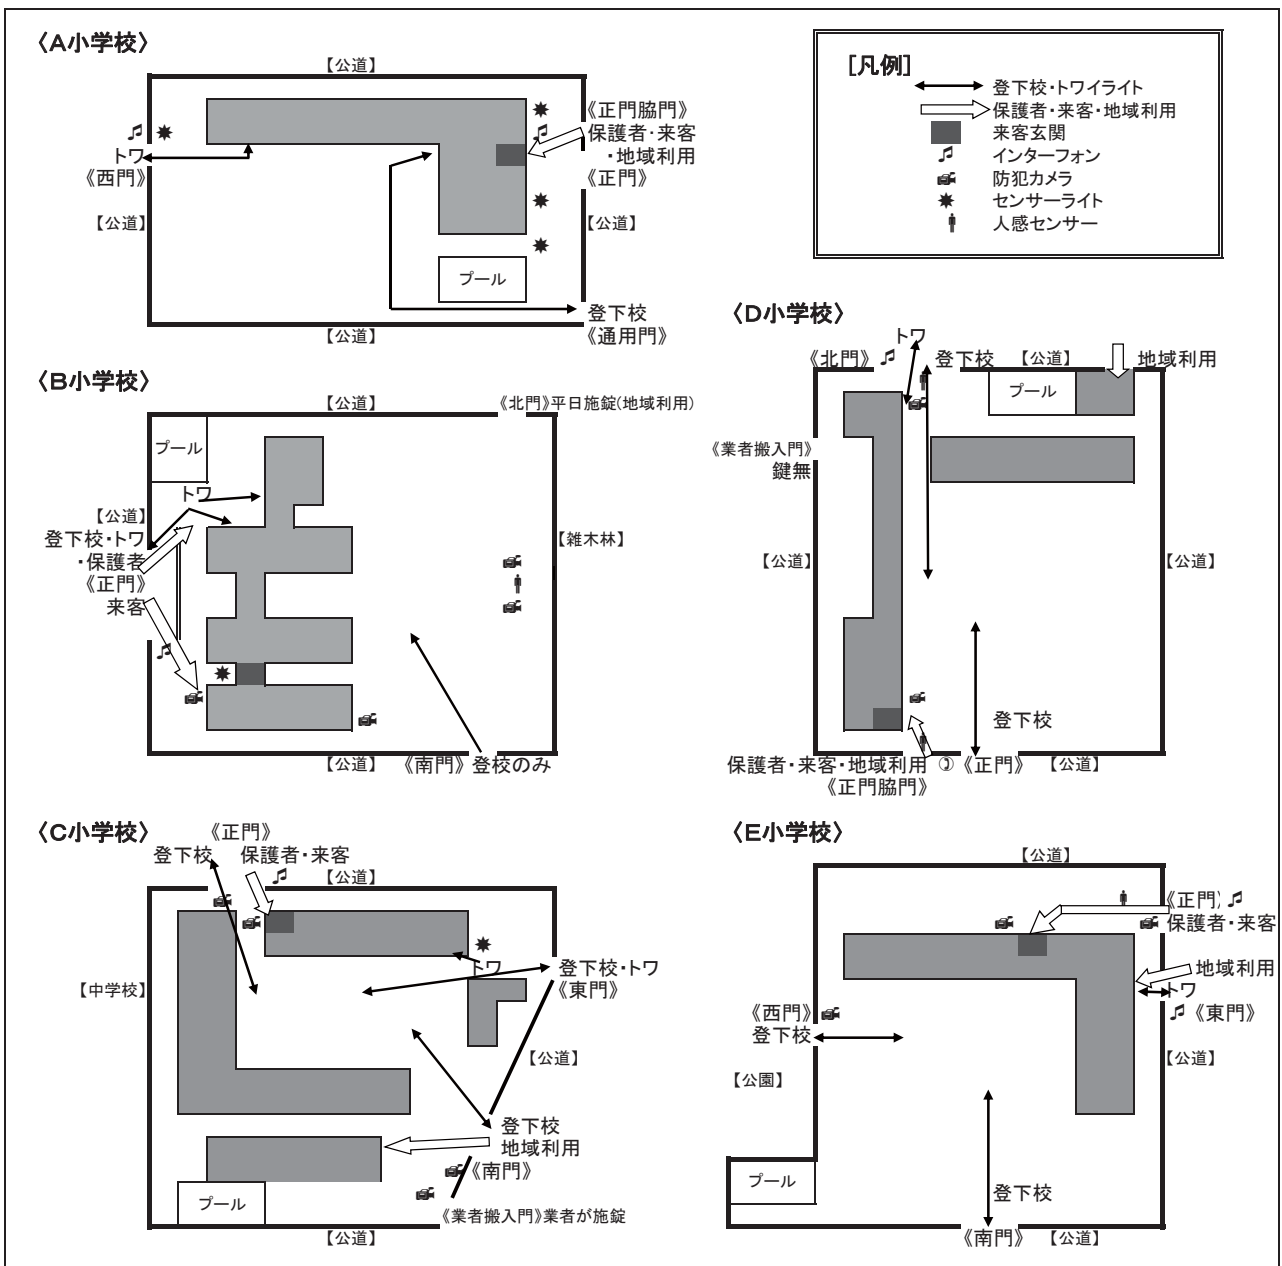 〈A小学校〉
【公道】
《正門脇門》
保護者・来客
・地域利用
《正門》
トワ
《西門》
【公道】
【公道】
プール
登下校
《通用門》
【公道】
[凡例]
登下校・トワイライト
保護者・来客・地域利用
来客玄関
インターフォン
防犯カメラ
センサーライト
人感センサー
〈B小学校〉
【公道】
《北門》平日施錠(地域利用)
プール
トワ
【公道】
登下校・トワ
・保護者
《正門》
来客
【雑木林】
【公道】
《南門》登校のみ
〈D小学校〉
トワ
《北門》
登下校
【公道】
地域利用
プール
《業者搬入門》
鍵無
【公道】
【公道】
登下校
保護者・来客・地域利用
《正門》
【公道】
《正門脇門》
〈C小学校〉
《正門》
登下校
保護者・来客
【公道】
トワ
登下校・トワ
《東門》
【中学校】
【公道】
登下校
地域利用
《南門》
プール
《業者搬入門》業者が施錠
【公道】
〈E小学校〉
【公道】
《正門》
保護者・来客
地域利用
トワ
《東門》
《西門》
登下校
【公道】
【公園】
プール
登下校
《南門》
【公道】